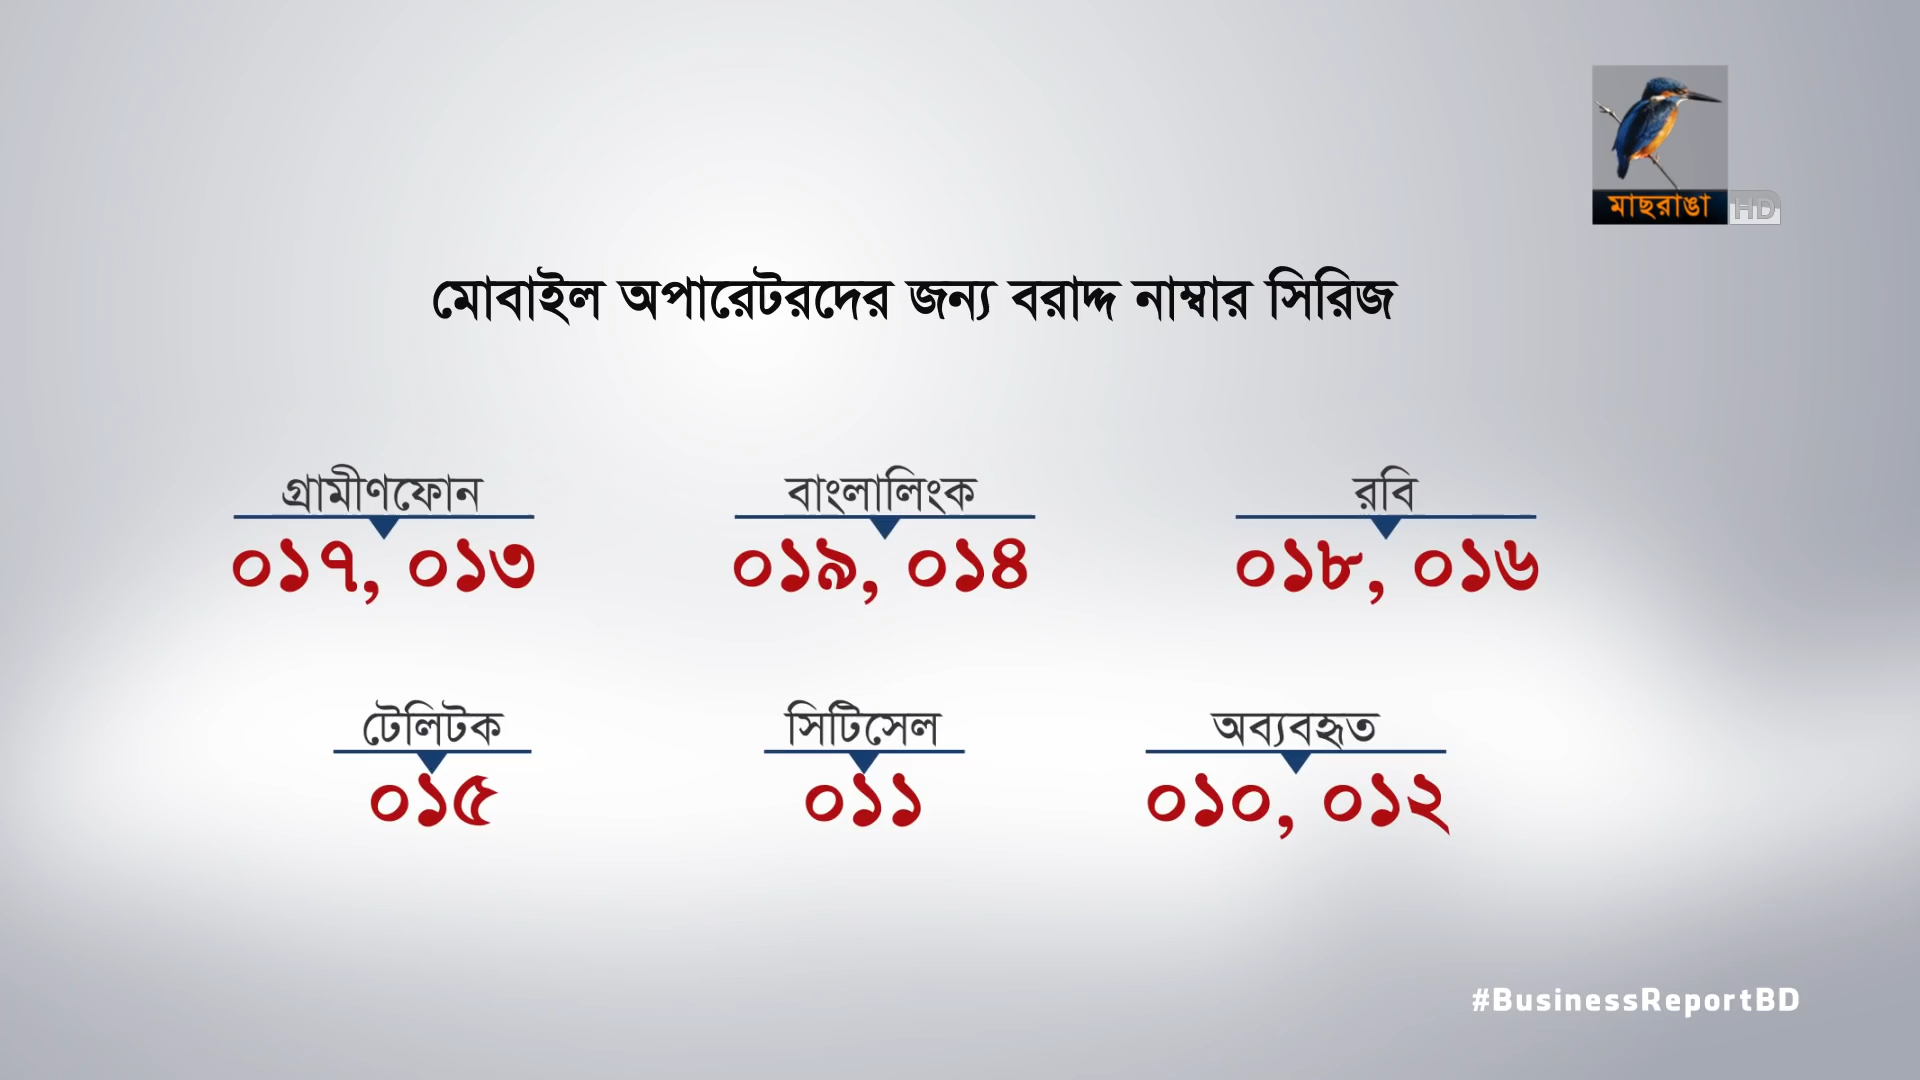 মাছরাঙা HD
মোবাইল অপারেটরদের জন্য বরাদ্দ নাম্বার সিরিজ
গ্রামীণফোন
০১৭, ০১৩
বাংলালিংক
০১৯, ০১৪
রবি
০১৮, ০১৬
টেলিটক
০১৫
সিটিসেল
০১১
অব্যবহৃত
০১০, ০১২
#BusinessReportBD